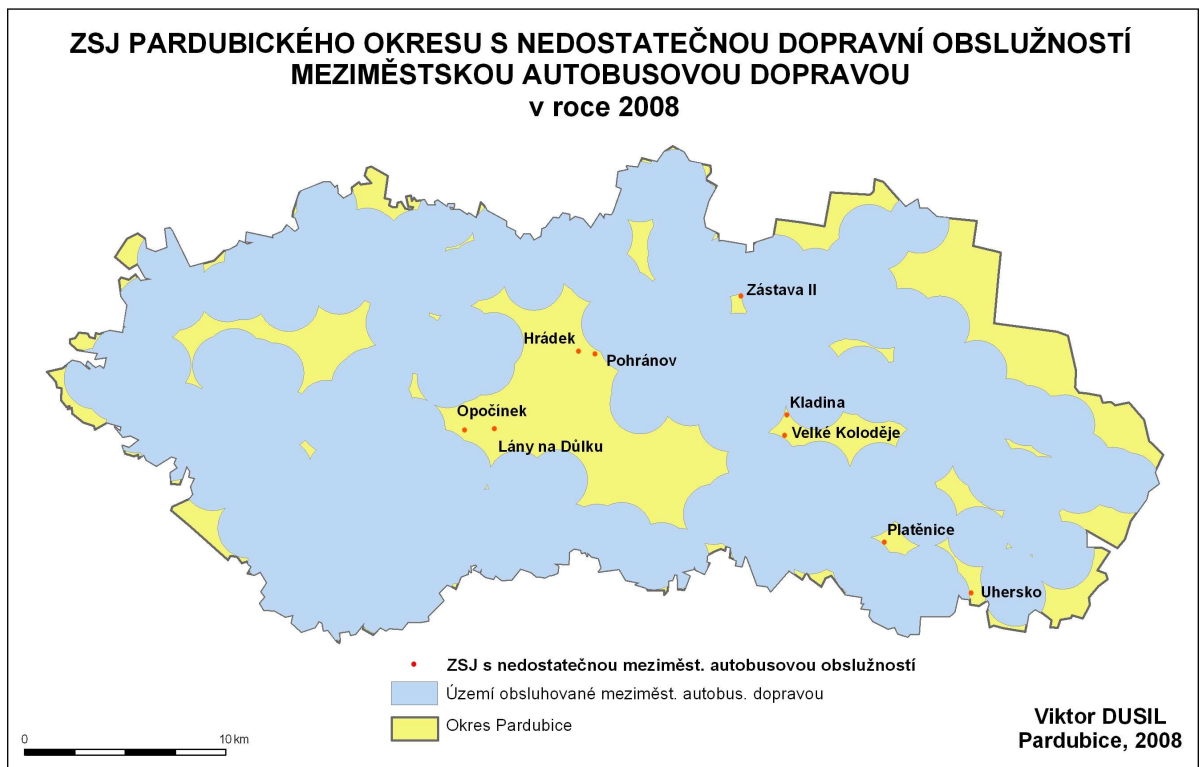 ZSJ PARDUBICKÉHO OKRESU S NEDOSTATEČNOU DOPRAVNÍ OBSLUŽNOSTÍ
MEZIMĚSTSKOU AUTOBUSOVOU DOPRAVOU
v roce 2008
Zástava II
Hrádek
Pohránov
Kladina
Opočínek
Velké Koloděje
Lány na Důlku
Platěnice
Uhersko
ZSJ s nedostatečnou meziměst. autobusovou obslužností
Území obsluhované meziměst. autobus. dopravou
Okres Pardubice
0 10 km
Viktor DUSIL
Pardubice, 2008